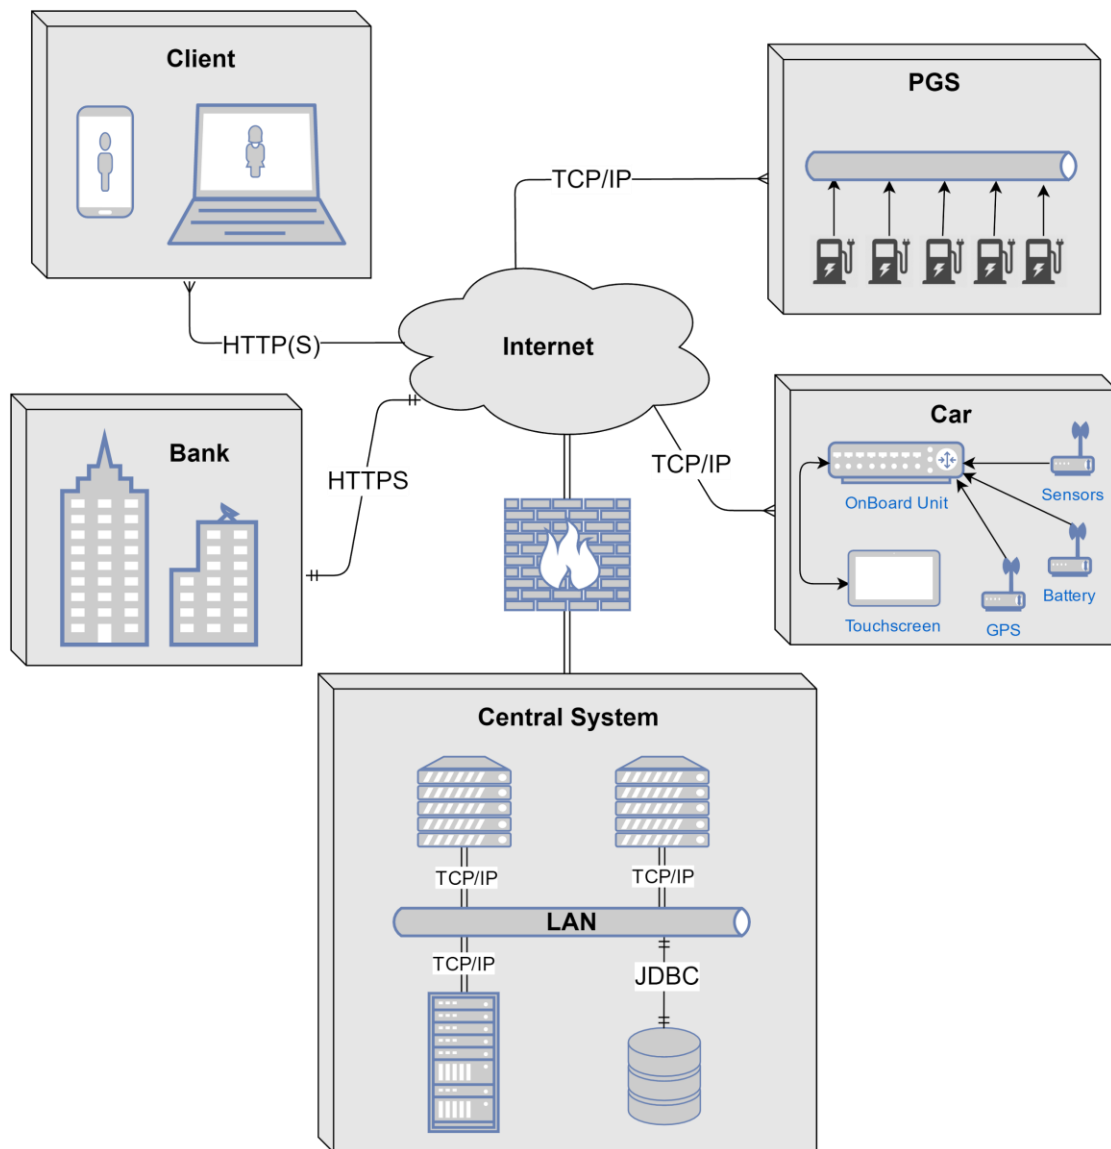 Client
PGS
TCP/IP
HTTP(S)
Internet
Bank
HTTPS
TCP/IP
Car
OnBoard Unit
Sensors
Touchscreen
GPS
Battery
Central System
TCP/IP
TCP/IP
LAN
TCP/IP
JDBC